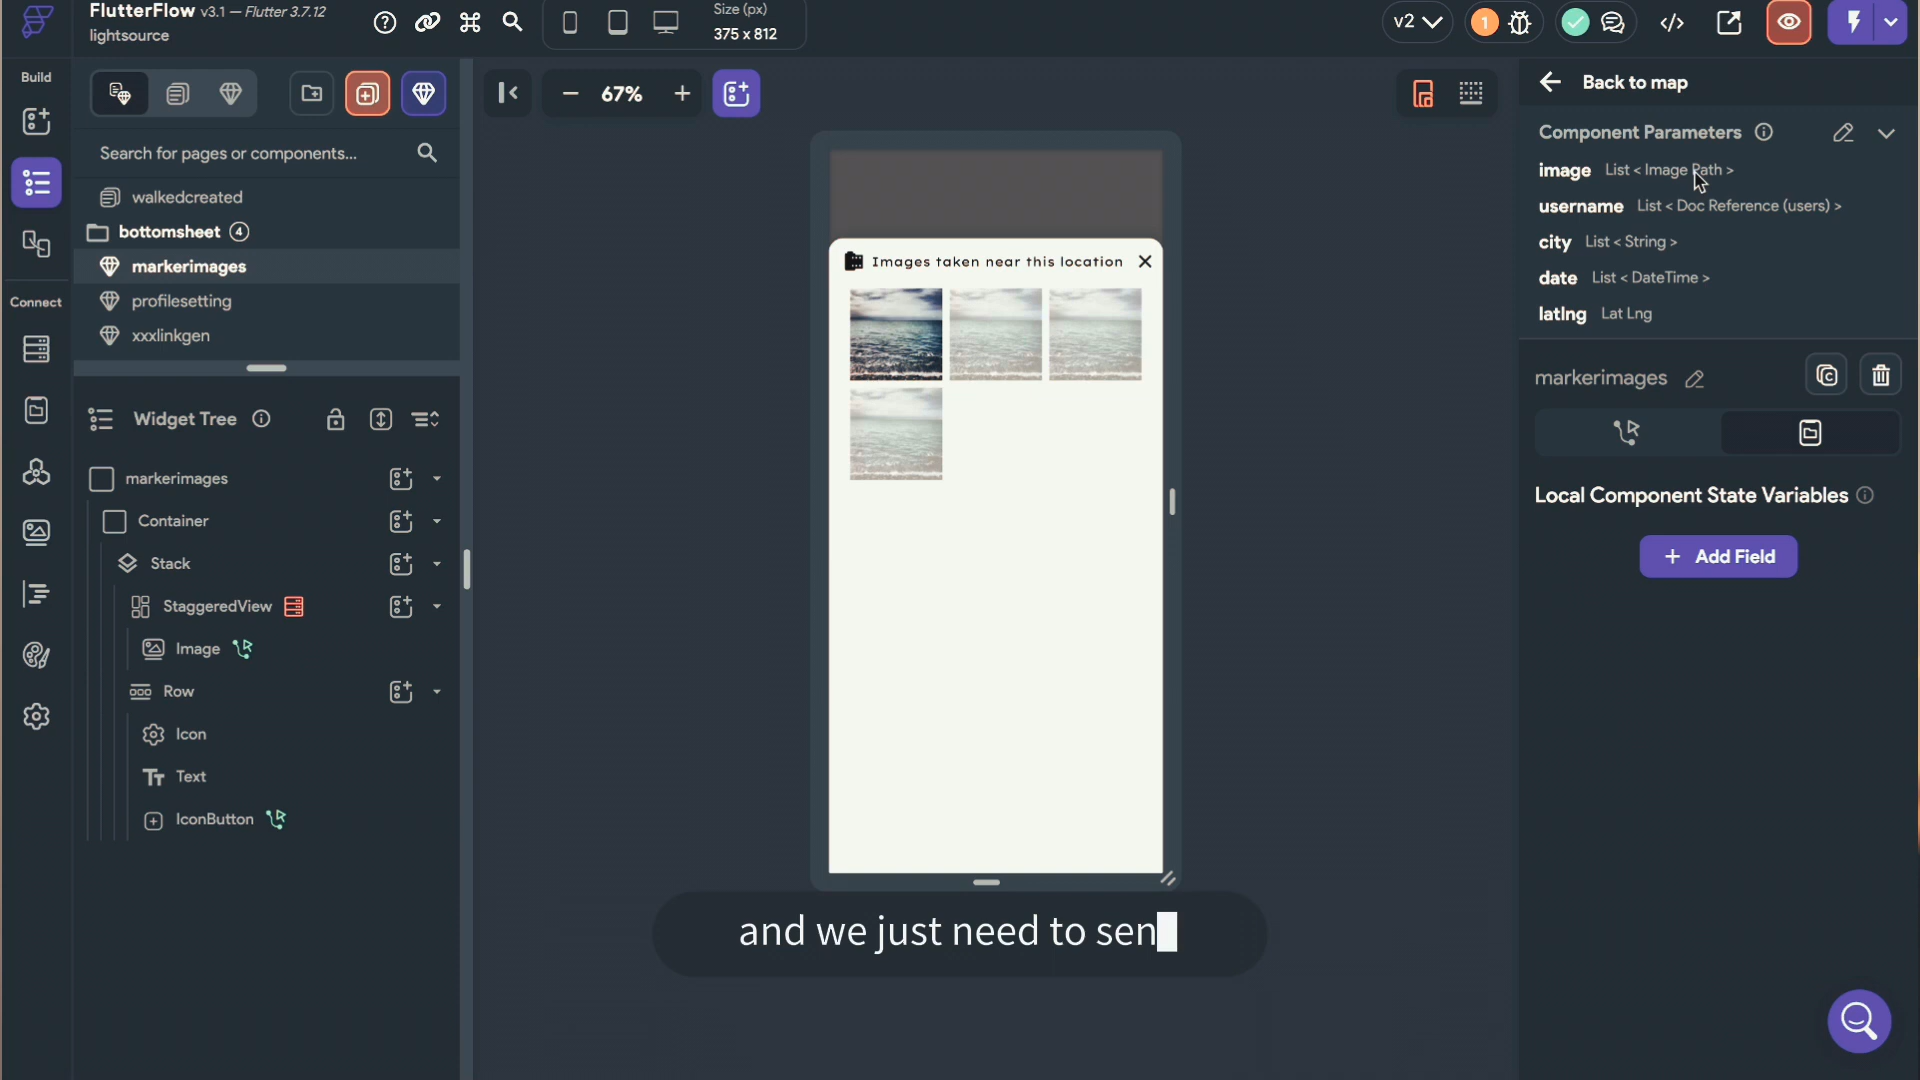 FlutterFlow v3.1 — Flutter 3.7.12
lightsource
Size (px)
375 x 812
v2
1
Build
67%
Back to map
Search for pages or components...
Component Parameters
image List < Image Path >
walkedcreated
username List < Doc Reference (users) >
bottomsheet 4
city List < String >
markerimages
Images taken near this location
date List < DateTime >
Connect
profilesetting
latlng Lat Lng
xxxlinkgen
markerimages
Widget Tree
markerimages
Local Component State Variables
Container
+ Add Field
Stack
StaggeredView
Image
Row
Icon
Tт Text
IconButton
and we just need to sen